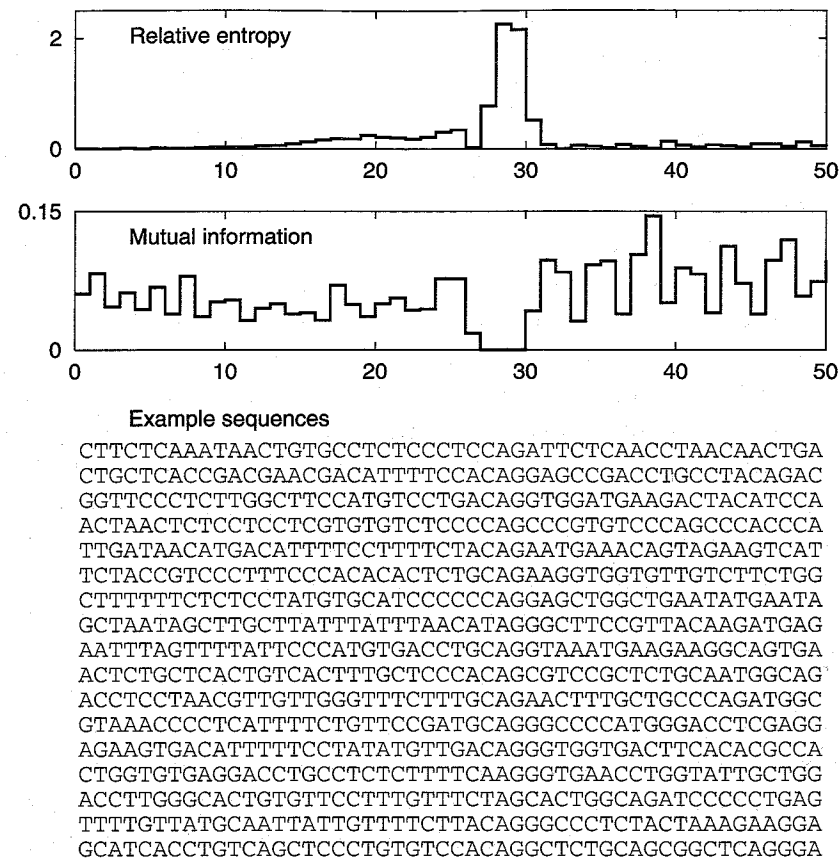 2
Relative entropy
0
0 10 20 30 40 50
0.15
Mutual information
0
0 10 20 30 40 50
Example sequences
CTTCTCAAATAACTGTGCCTCTCCCTCCAGATTCTCAACCTAACAACTGA
CTGCTCACCGACGAACGACATTTTCCACAGGAGCCGACCTGCCTACAGAC
GGTTCCCTCTTGGCTTCCATGTCCTGACAGGTGGATGAAGACTACATCCA
ACTAACTCTCCTCCTCGTGTGTCTCCCCAGCCCGTGTCCCAGCCCACCCA
TTGATAACATGACATTTTCCTTTTCTACAGAATGAAACAGTAGAAGTCAT
TCTACCGTCCCTTTCCCACACACTCTGCAGAAGGTGGTGTTGTCTTCTGG
CTTTTTTCTCTCCTATGTGCATCCCCCCAGGAGCTGGCTGAATATGAATA
GCTAATAGCTTGCTTATTTATTTAACATAGGGCTTCCGTTACAAGATGAG
AATTTAGTTTTATTCCCATGTGACCTGCAGGTAAATGAAGAAGGCAGTGA
ACTCTGCTCACTGTCACTTTGCTCCCACAGCGTCCGCTCTGCAATGGCAG
ACCTCCTAACGTTGTTGGGTTTCTTTGCAGAACTTTGCTGCCCAGATGGC
GTAAACCCCTCATTTTCTGTTCCGATGCAGGGCCCCATGGGACCTCGAGG
AGAAGTGACATTTTTCCTATATGTTGACAGGGTGGTGACTTCACACGCCA
CTGGTGTGAGGACCTGCCTCTCTTTTCAAGGGTGAACCTGGTATTGCTGG
ACCTTGGGCACTGTGTTCCTTTGTTTCTAGCACTGGCAGATCCCCCTGAG
TTTTGTTATGCAATTATTGTTTTCTTACAGGGCCCTCTACTAAAGAAGGA
GCATCACCTGTCAGCTCCCTGTGTCCACAGGCTCTGCAGCGGCTCAGGGA